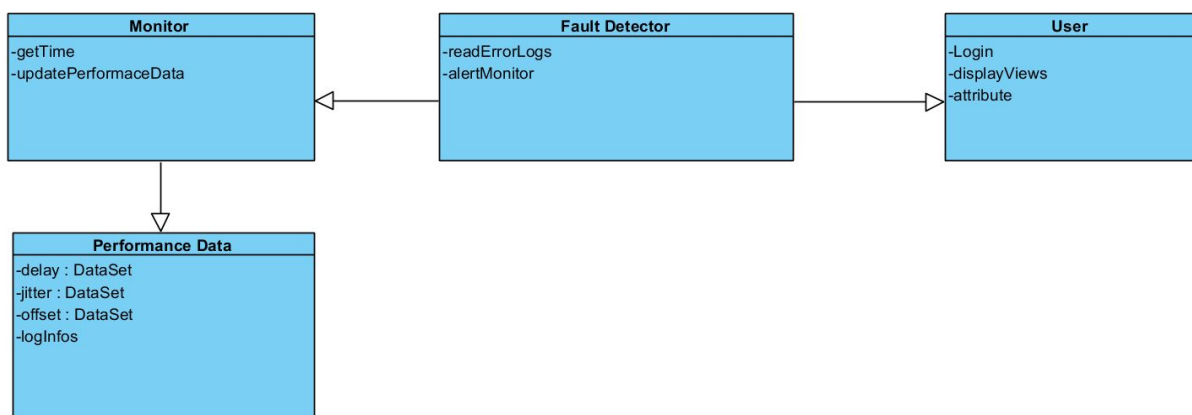 Monitor
-getTime
-updatePerformaceData
Fault Detector
-readErrorLogs
-alertMonitor
User
-Login
-displayViews
-attribute
Performance Data
-delay : DataSet
-jitter : DataSet
-offset : DataSet
-logInfos